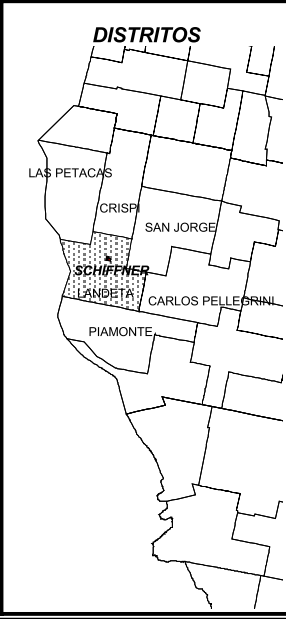 DISTRITOS
LAS PETACAS
CRISPI
SAN JORGE
SCHIFFNER
LANDETA
CARLOS PELLEGRINI
PIAMONTE